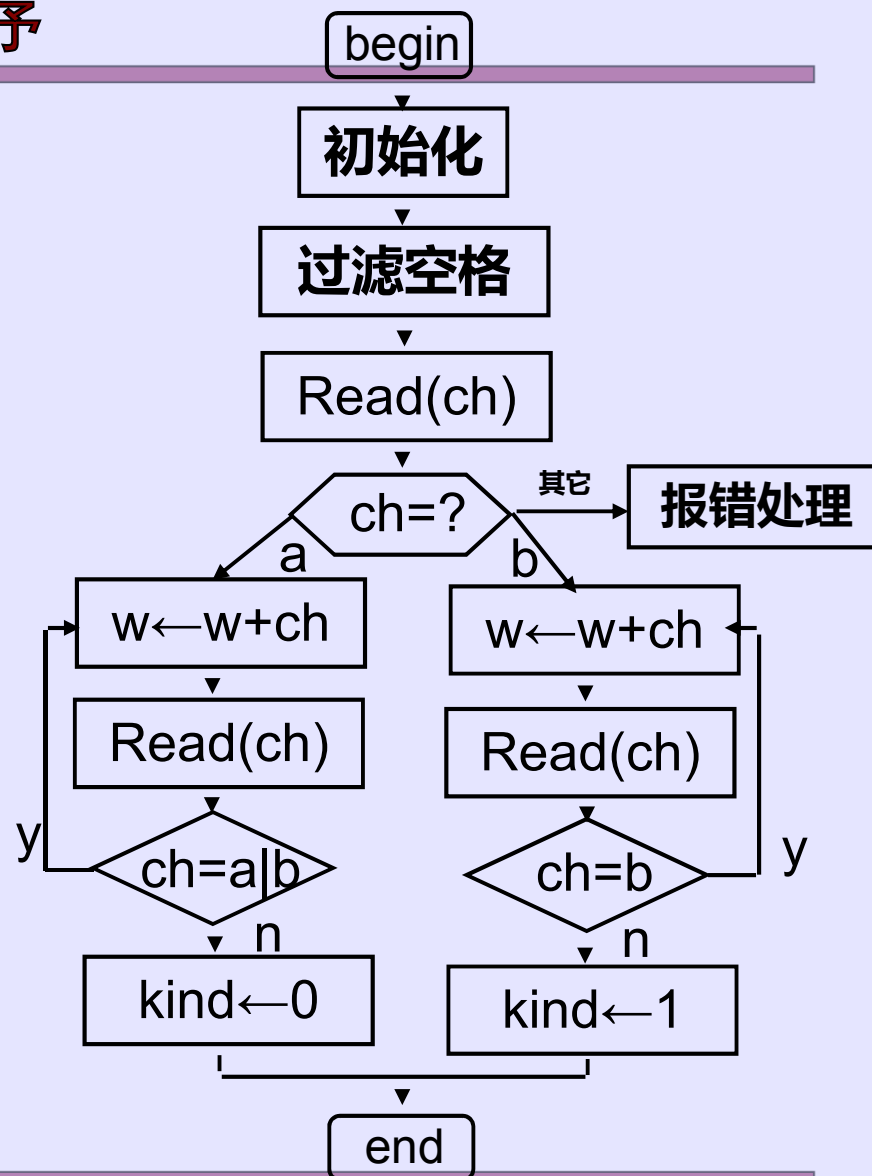 begin
初始化
过滤空格
Read(ch)
其它
ch=?
报错处理
a
b
w←w+ch
w←w+ch
Read(ch)
Read(ch)
y
y
ch=a|b
ch=b
n
n
kind←0
kind←1
end